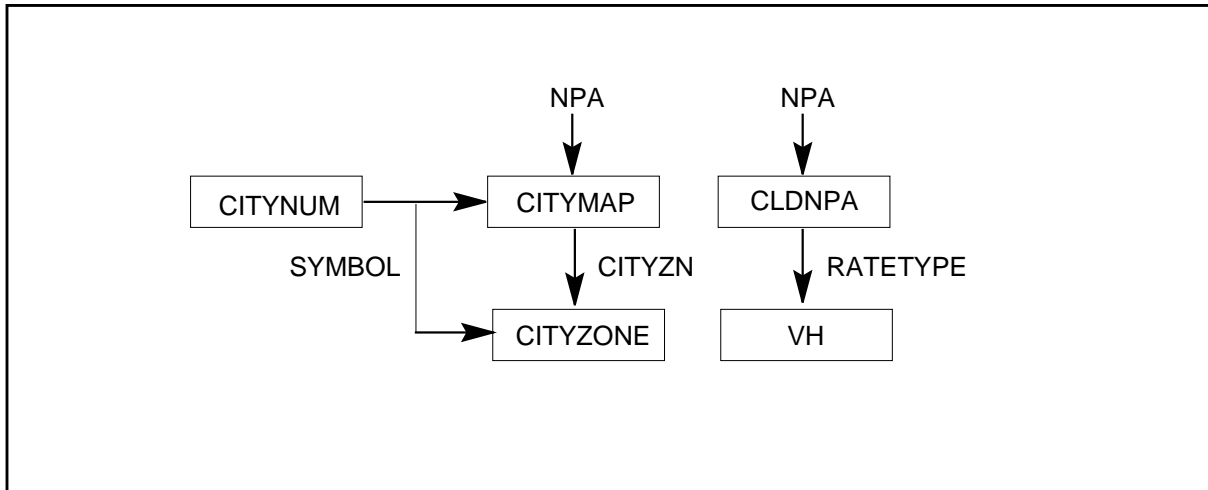 NPA NPA
CITYNUM CITYMAP CLDNPA
SYMBOL CITYZN RATETYPE
CITYZONE VH